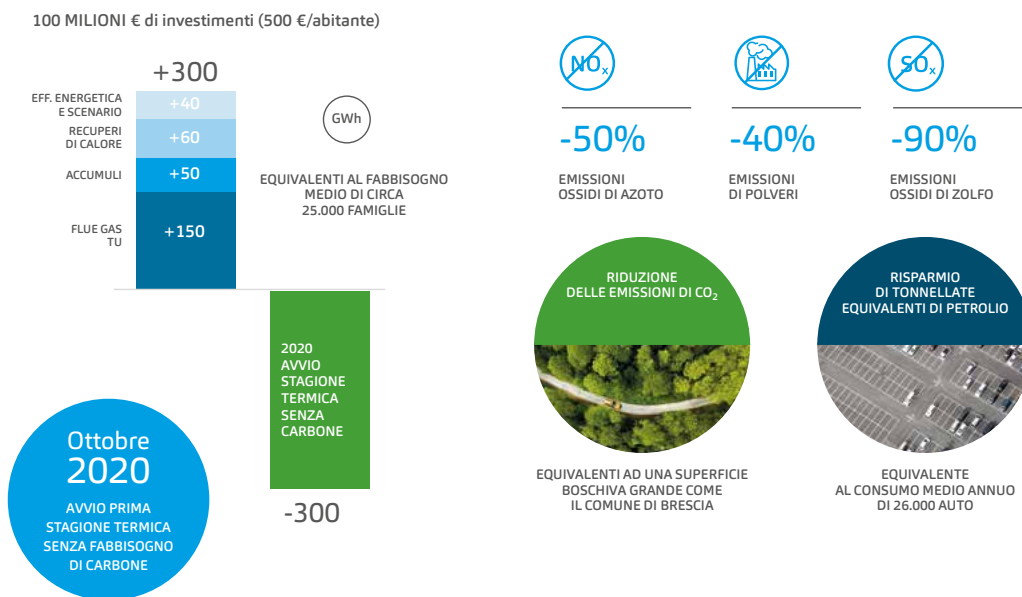 100 MILIONI € di investimenti (500 €/abitante)
+300
EFF. ENERGETICA
E SCENARIO
+40
RECUPERI
DI CALORE
+60
ACCUMULI
+50
FLUE GAS
TU
+150
GWh
EQUIVALENTI AL FABBISOGNO
MEDIO DI CIRCA
25.000 FAMIGLIE
2020
AVVIO
STAGIONE
TERMICA
SENZA
CARBONE
-300
Ottobre
2020
AVVIO PRIMA
STAGIONE TERMICA
SENZA FABBISOGNO
DI CARBONE
NOₓ
-50%
EMISSIONI
OSSIDI DI AZOTO
-40%
EMISSIONI
DI POLVERI
SOₓ
-90%
EMISSIONI
OSSIDI DI ZOLFO
RIDUZIONE
DELLE EMISSIONI DI CO₂
EQUIVALENTI AD UNA SUPERFICIE
BOSCHIVA GRANDE COME
IL COMUNE DI BRESCIA
RISPARMIO
DI TONNELLATE
EQUIVALENTI DI PETROLIO
EQUIVALENTE
AL CONSUMO MEDIO ANNUO
DI 26.000 AUTO